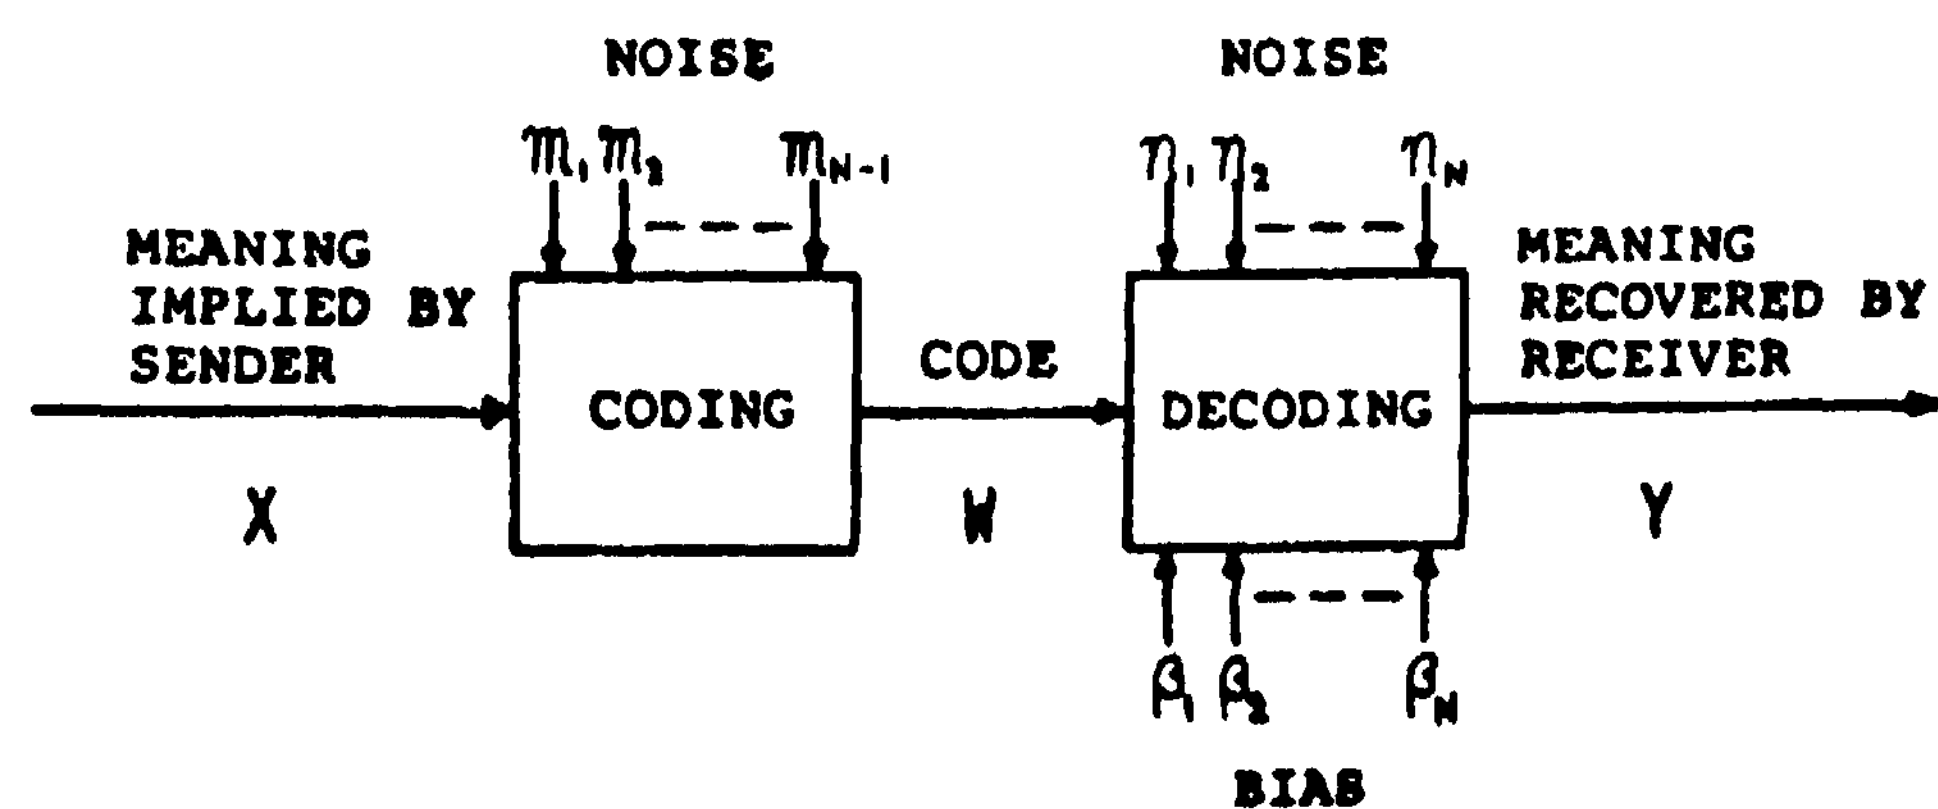 NOISE
NOISE
m₁ m₂ m_{N-1}
η₁ η₂ η_N
MEANING
IMPLIED BY
SENDER
MEANING
RECOVERED BY
RECEIVER
CODE
CODING
DECODING
X
W
Y
β₁ β₂ β_N
BIAS